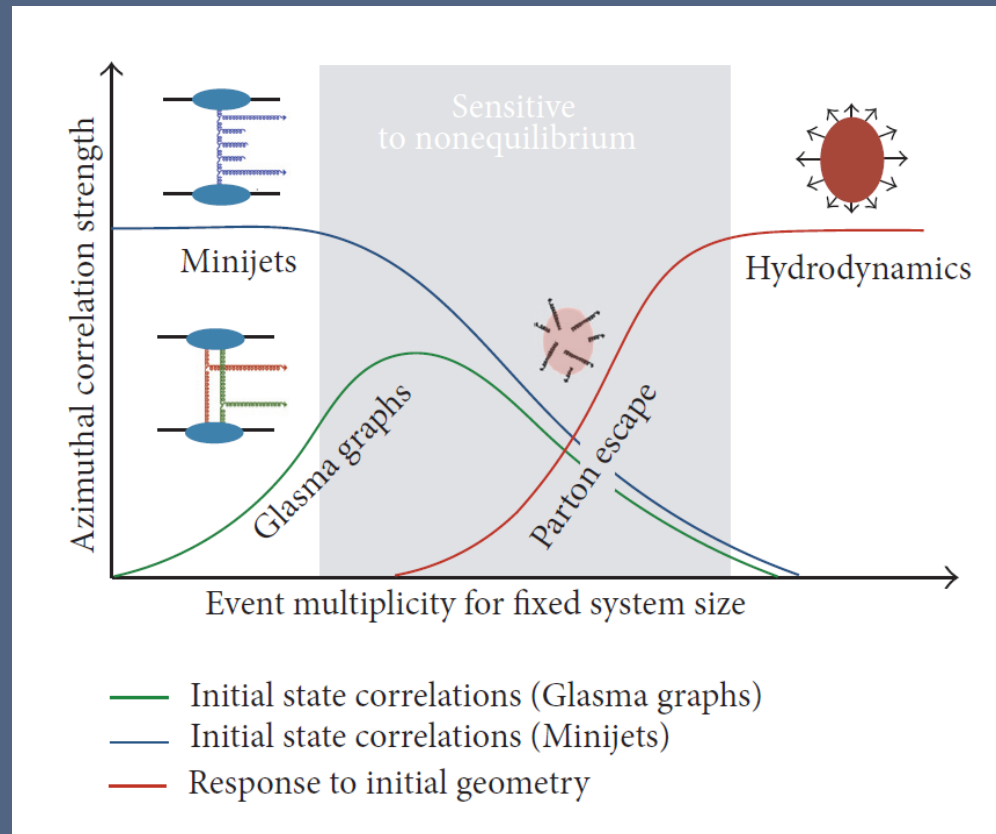 Sensitive
to nonequilibrium
Azimuthal correlation strength
Minijets
Hydrodynamics
Glasma graphs
Parton escape
Event multiplicity for fixed system size
Initial state correlations (Glasma graphs)
Initial state correlations (Minijets)
Response to initial geometry